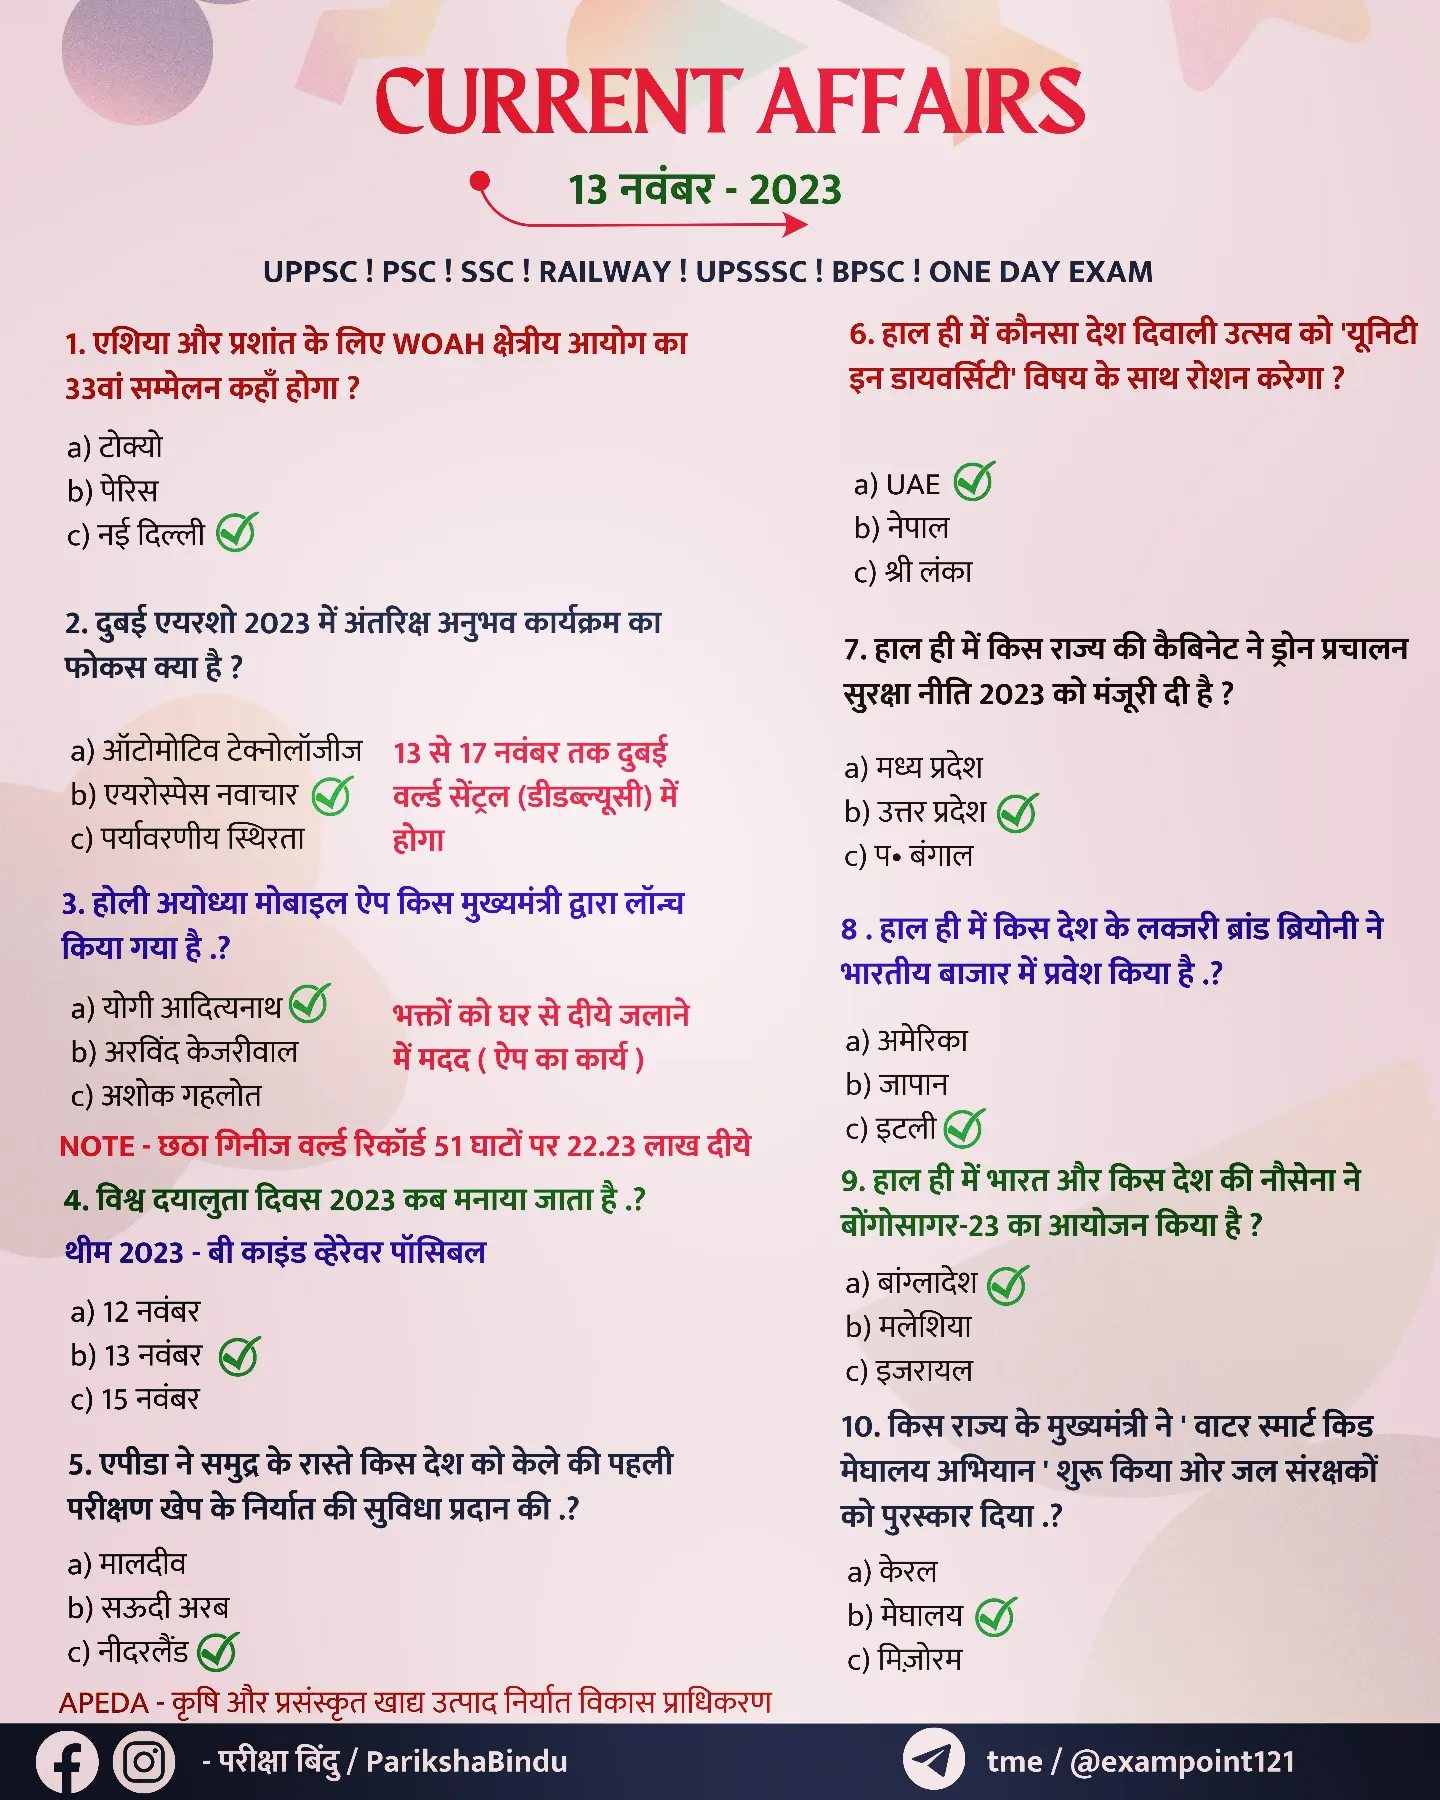 CURRENT AFFAIRS
13 नवंबर - 2023
UPPSC ! PSC ! SSC ! RAILWAY ! UPSSSC ! BPSC ! ONE DAY EXAM
1. एशिया और प्रशांत के लिए WOAH क्षेत्रीय आयोग का
33वां सम्मेलन कहाँ होगा ?
a) टोक्यो
b) पेरिस
c) नई दिल्ली
2. दुबई एयरशो 2023 में अंतरिक्ष अनुभव कार्यक्रम का
फोकस क्या है ?
a) ऑटोमोटिव टेक्नोलॉजीज
b) एयरोस्पेस नवाचार
c) पर्यावरणीय स्थिरता
13 से 17 नवंबर तक दुबई
वर्ल्ड सेंट्रल (डीडब्ल्यूसी) में
होगा
3. होली अयोध्या मोबाइल ऐप किस मुख्यमंत्री द्वारा लॉन्च
किया गया है .?
a) योगी आदित्यनाथ
b) अरविंद केजरीवाल
c) अशोक गहलोत
भक्तों को घर से दीये जलाने
में मदद ( ऐप का कार्य )
NOTE - छठा गिनीज वर्ल्ड रिकॉर्ड 51 घाटों पर 22.23 लाख दीये
4. विश्व दयालुता दिवस 2023 कब मनाया जाता है .?
थीम 2023 - बी काइंड व्हेरेवर पॉसिबल
a) 12 नवंबर
b) 13 नवंबर
c) 15 नवंबर
5. एपीडा ने समुद्र के रास्ते किस देश को केले की पहली
परीक्षण खेप के निर्यात की सुविधा प्रदान की .?
a) मालदीव
b) सऊदी अरब
c) नीदरलैंड
APEDA - कृषि और प्रसंस्कृत खाद्य उत्पाद निर्यात विकास प्राधिकरण
6. हाल ही में कौनसा देश दिवाली उत्सव को 'यूनिटी
इन डायवर्सिटी' विषय के साथ रोशन करेगा ?
a) UAE
b) नेपाल
c) श्री लंका
7. हाल ही में किस राज्य की कैबिनेट ने ड्रोन प्रचालन
सुरक्षा नीति 2023 को मंजूरी दी है ?
a) मध्य प्रदेश
b) उत्तर प्रदेश
c) प• बंगाल
8 . हाल ही में किस देश के लक्जरी ब्रांड ब्रियोनी ने
भारतीय बाजार में प्रवेश किया है .?
a) अमेरिका
b) जापान
c) इटली
9. हाल ही में भारत और किस देश की नौसेना ने
बोंगोसागर-23 का आयोजन किया है ?
a) बांग्लादेश
b) मलेशिया
c) इजरायल
10. किस राज्य के मुख्यमंत्री ने ' वाटर स्मार्ट किड
मेघालय अभियान ' शुरू किया ओर जल संरक्षकों
को पुरस्कार दिया .?
a) केरल
b) मेघालय
c) मिज़ोरम
- परीक्षा बिंदु / ParikshaBindu
tme / @exampoint121